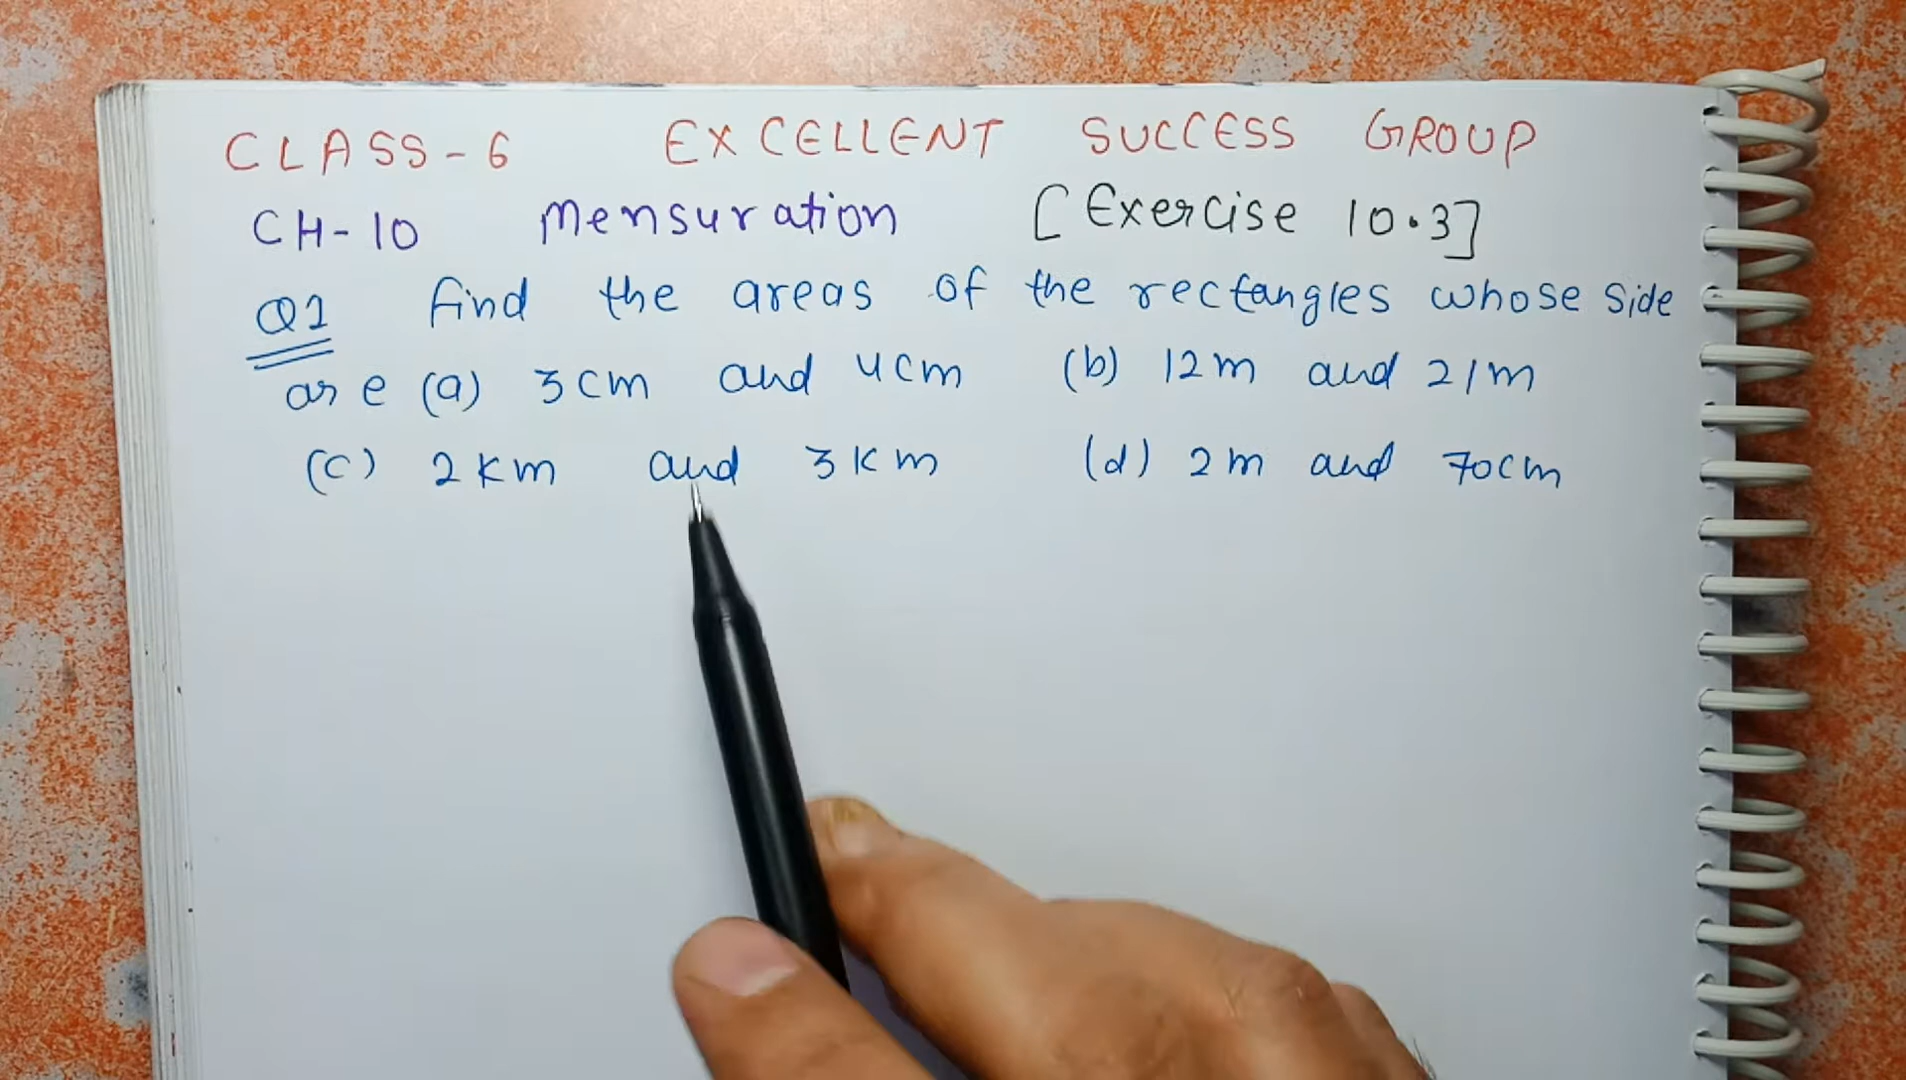 CLASS-6 EXCELLENT SUCCESS GROUP
CH-10 Mensuration [Exercise 10.3]
Q1 find the areas of the rectangles whose side
are (a) 3cm and 4cm (b) 12m and 21m
(c) 2km and 3km (d) 2m and 70cm